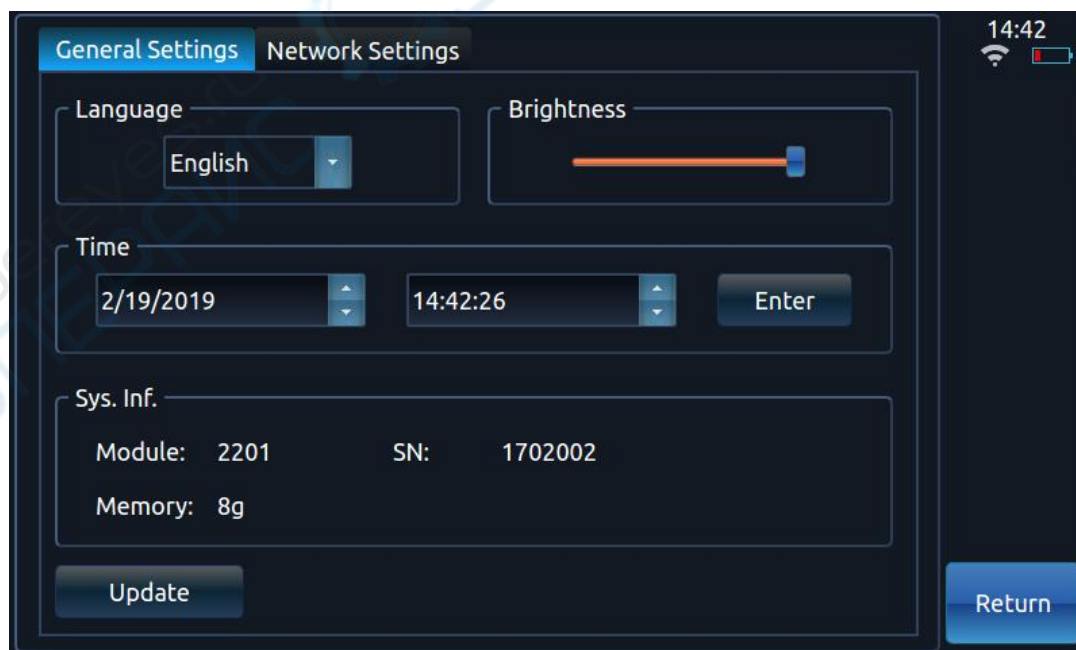 General Settings Network Settings
14:42
Language
Brightness
English
Time
2/19/2019 14:42:26 Enter
Sys. Inf.
Module: 2201 SN: 1702002
Memory: 8g
Update
Return